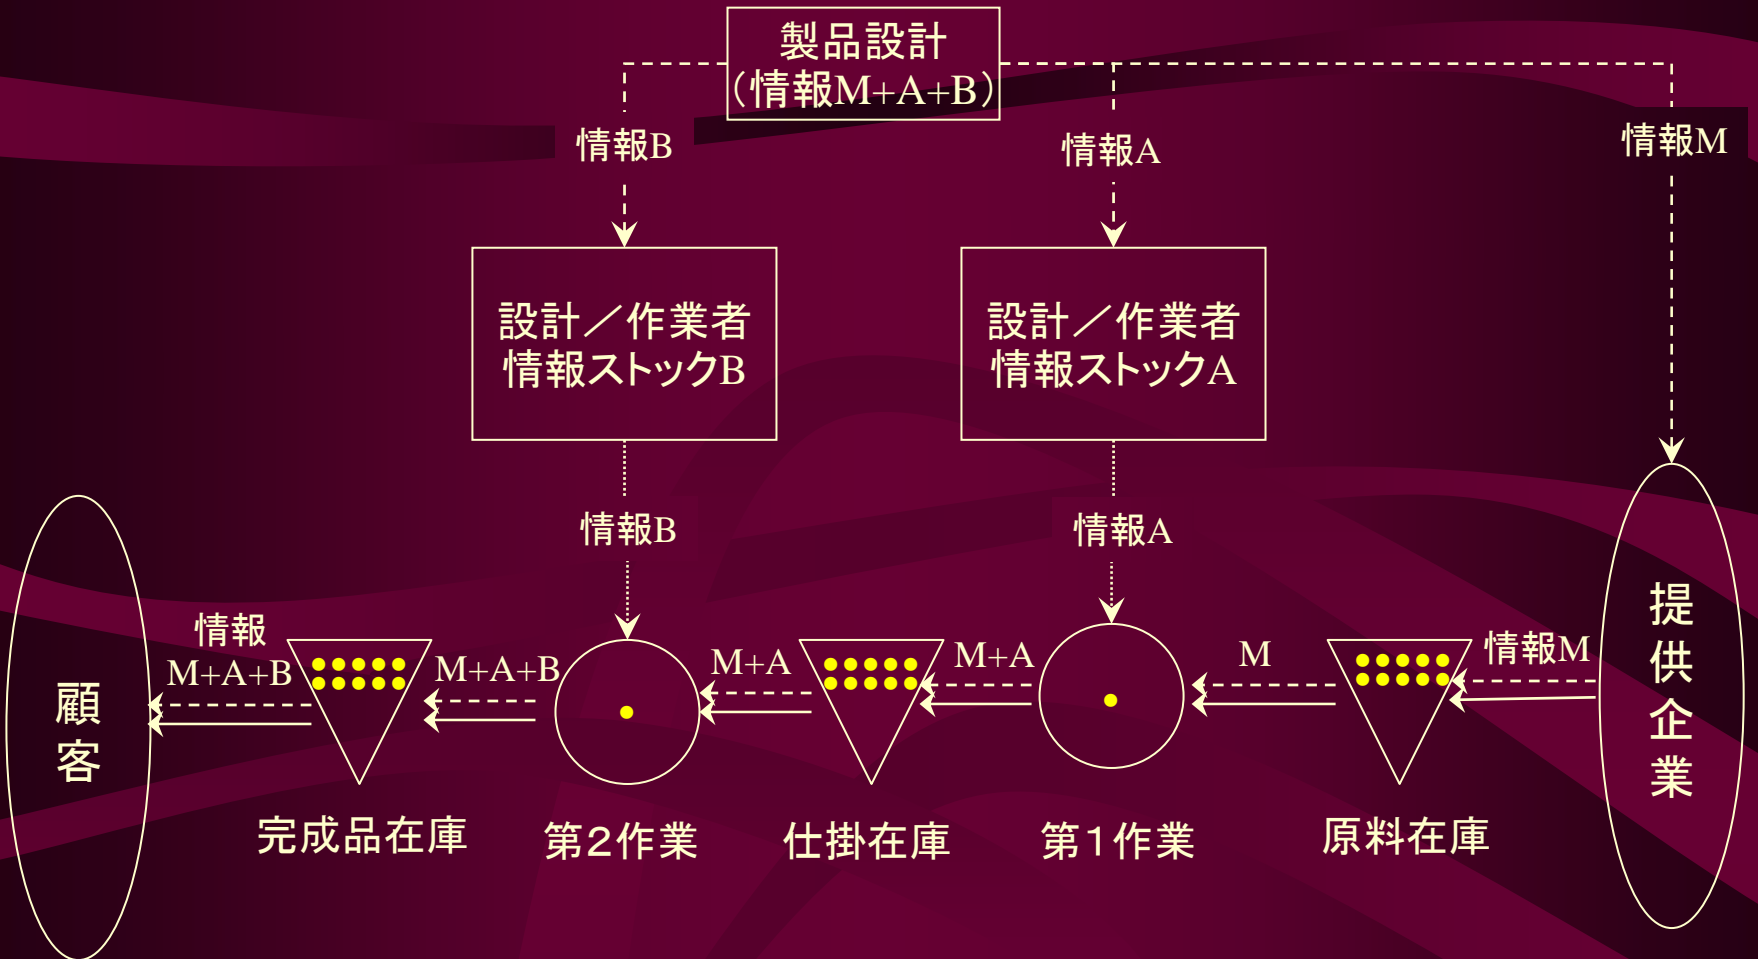 製品設計
（情報M+A+B）
情報B
情報A
情報M
設計／作業者
情報ストックB
設計／作業者
情報ストックA
情報B
情報A
顧客
情報
M+A+B
M+A+B
M+A
M+A
M
情報M
提供企業
完成品在庫
第２作業
仕掛在庫
第１作業
原料在庫